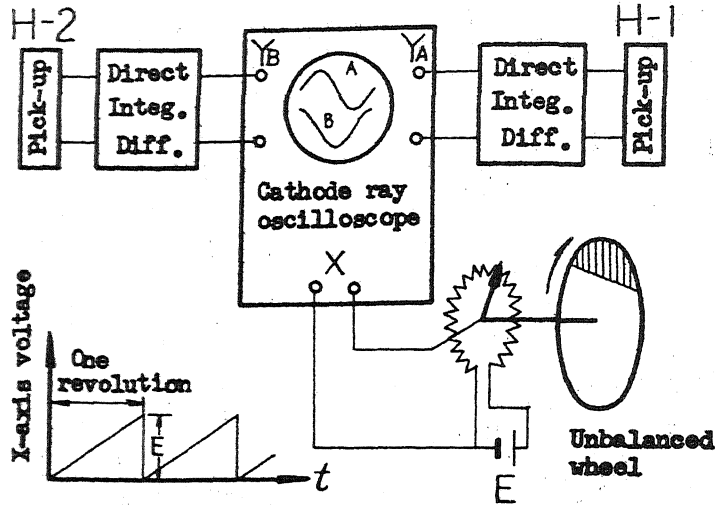 H-2
H-1
Pick-up
Direct
Integ.
Diff.
YB
YA
A
B
Direct
Integ.
Diff.
Pick-up
Cathode ray
oscilloscope
X
X-axis voltage
One
revolution
E
t
E
Unbalanced
wheel